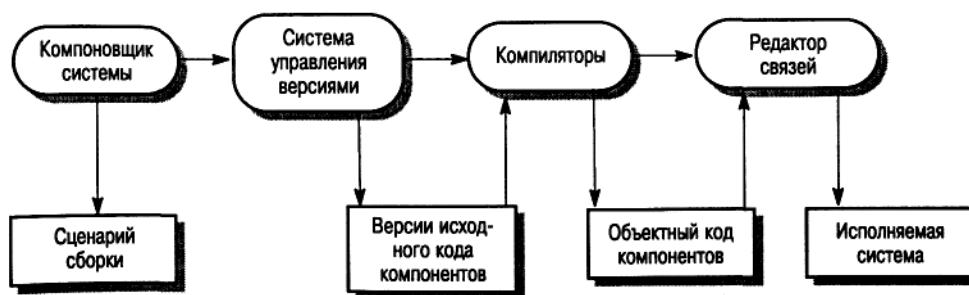 Компоновщик
системы
Система
управления
версиями
Компиляторы
Редактор
связей
Сценарий
сборки
Версии исход-
ного кода
компонентов
Объектный код
компонентов
Исполняемая
система